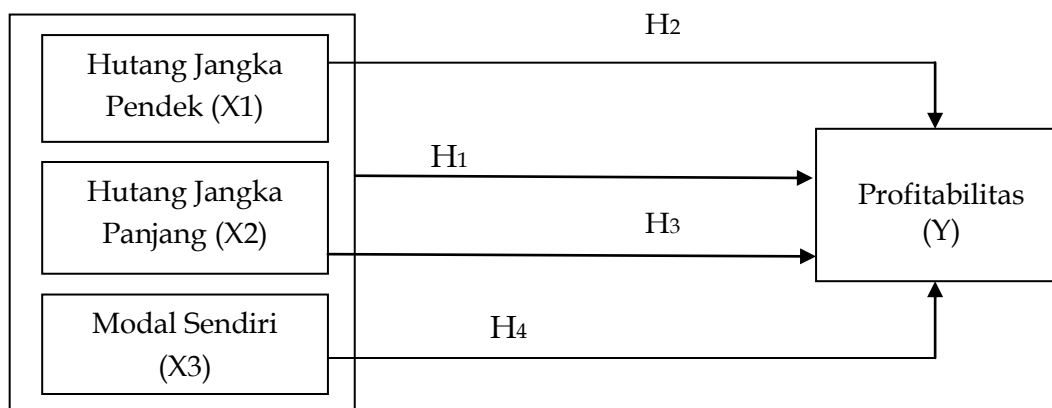 Hutang Jangka
Pendek (X1)
Hutang Jangka
Panjang (X2)
Modal Sendiri
(X3)
H2
H1
H3
H4
Profitabilitas
(Y)